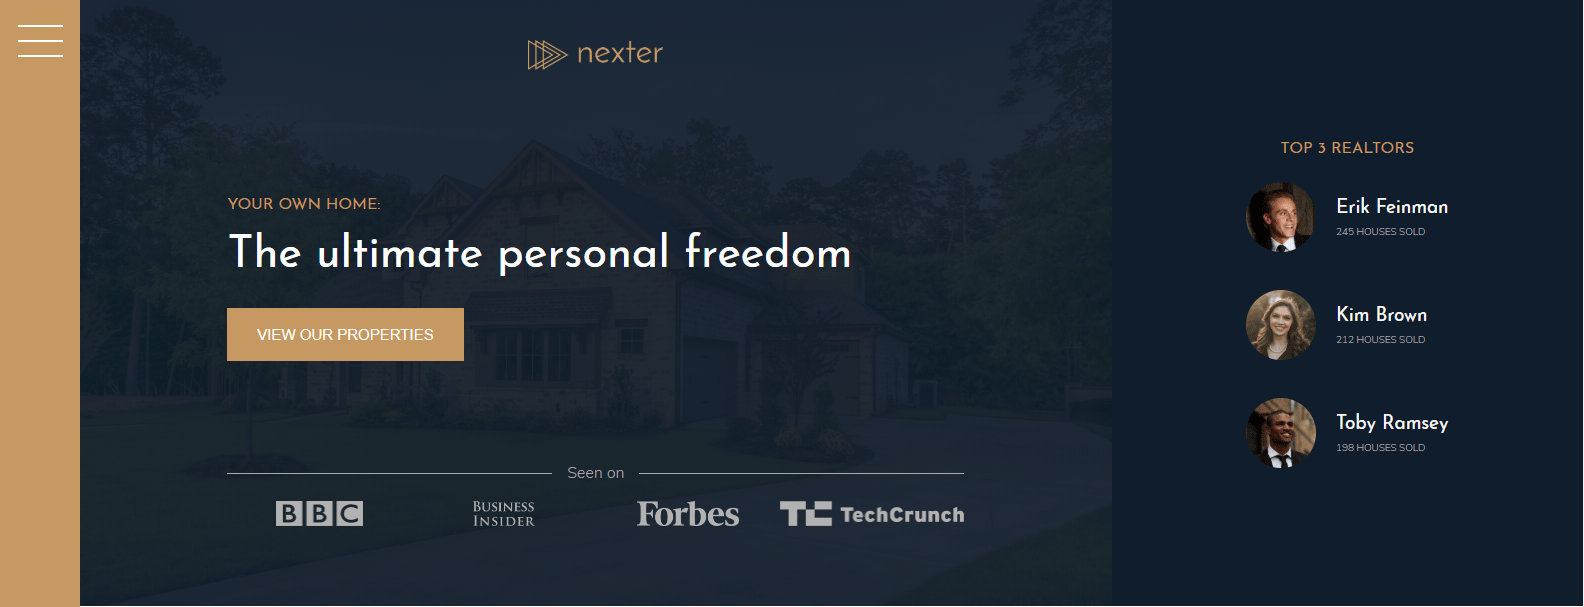 nexter
YOUR OWN HOME:
The ultimate personal freedom
VIEW OUR PROPERTIES
Seen on
BBC
BUSINESS
INSIDER
Forbes
TC TechCrunch
TOP 3 REALTORS
Erik Feinman
245 HOUSES SOLD
Kim Brown
212 HOUSES SOLD
Toby Ramsey
198 HOUSES SOLD